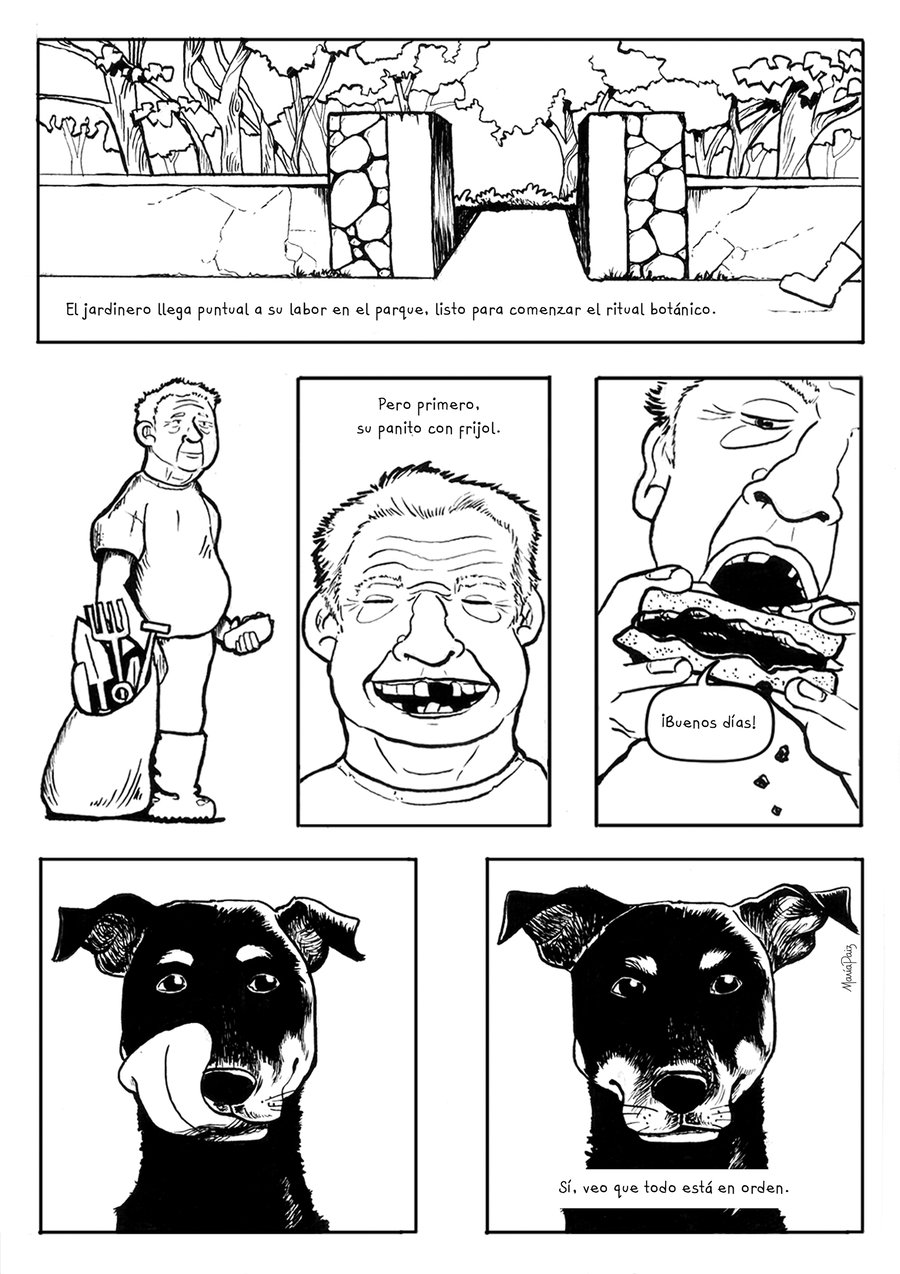 El jardinero llega puntual a su labor en el parque, listo para comenzar el ritual botánico.
Pero primero,
su panito con frijol.
¡Buenos días!
MaríaPaiz
Sí, veo que todo está en orden.